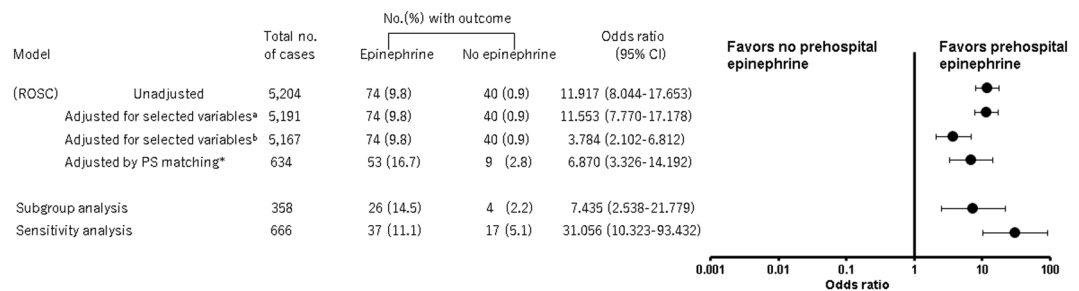 No.(%) with outcome
Model Total no. of cases Epinephrine No epinephrine Odds ratio (95% CI)
Favors no prehospital epinephrine Favors prehospital epinephrine
(ROSC) Unadjusted 5,204 74 (9.8) 40 (0.9) 11.917 (8.044-17.653)
Adjusted for selected variablesᵃ 5,191 74 (9.8) 40 (0.9) 11.553 (7.770-17.178)
Adjusted for selected variablesᵇ 5,167 74 (9.8) 40 (0.9) 3.784 (2.102-6.812)
Adjusted by PS matching* 634 53 (16.7) 9 (2.8) 6.870 (3.326-14.192)
Subgroup analysis 358 26 (14.5) 4 (2.2) 7.435 (2.538-21.779)
Sensitivity analysis 666 37 (11.1) 17 (5.1) 31.056 (10.323-93.432)
0.001 0.01 0.1 1 10 100
Odds ratio